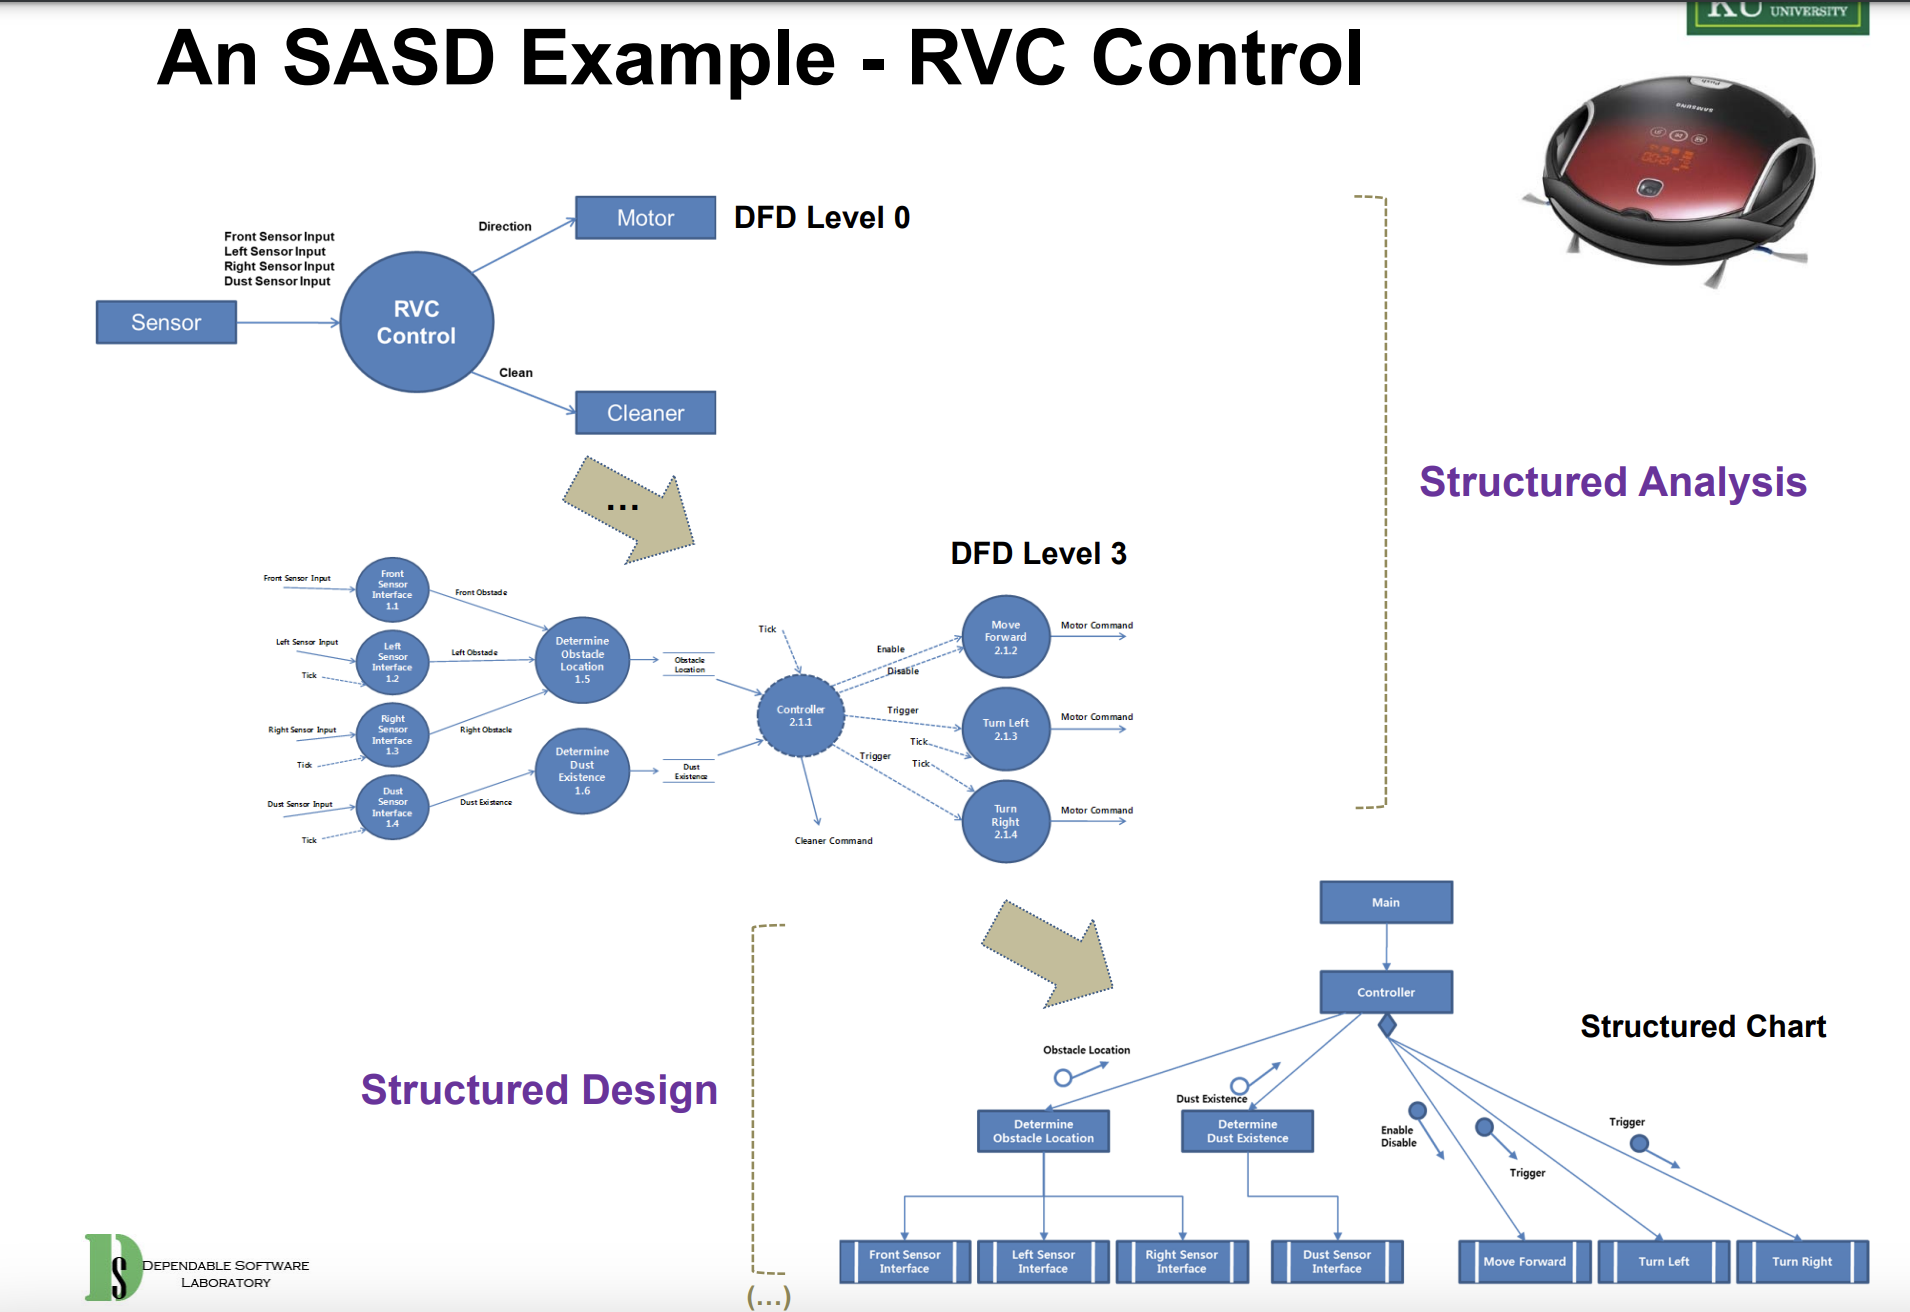 KU UNIVERSITY
An SASD Example - RVC Control
SAMSUNG
DFD Level 0
Front Sensor Input
Left Sensor Input
Right Sensor Input
Dust Sensor Input
Sensor
RVC
Control
Direction
Motor
Clean
Cleaner
...
Structured Analysis
DFD Level 3
Front Sensor Input
Front
Sensor
Interface
1.1
Front Obstacle
Left Sensor Input
Tick
Left
Sensor
Interface
1.2
Left Obstacle
Right Sensor Input
Tick
Right
Sensor
Interface
1.3
Right Obstacle
Dust Sensor Input
Tick
Dust
Sensor
Interface
1.4
Dust Existence
Determine
Obstacle
Location
1.5
Obstacle
Location
Determine
Dust
Existence
1.6
Dust
Existence
Tick
Controller
2.1.1
Cleaner Command
Enable
Disable
Trigger
Tick
Trigger
Tick
Move
Forward
2.1.2
Motor Command
Turn Left
2.1.3
Motor Command
Turn
Right
2.1.4
Motor Command
Structured Design
Structured Chart
Main
Controller
Obstacle Location
Dust Existence
Enable
Disable
Trigger
Trigger
Determine
Obstacle Location
Determine
Dust Existence
Front Sensor
Interface
Left Sensor
Interface
Right Sensor
Interface
Dust Sensor
Interface
Move Forward
Turn Left
Turn Right
(...)
DS
DEPENDABLE SOFTWARE
LABORATORY